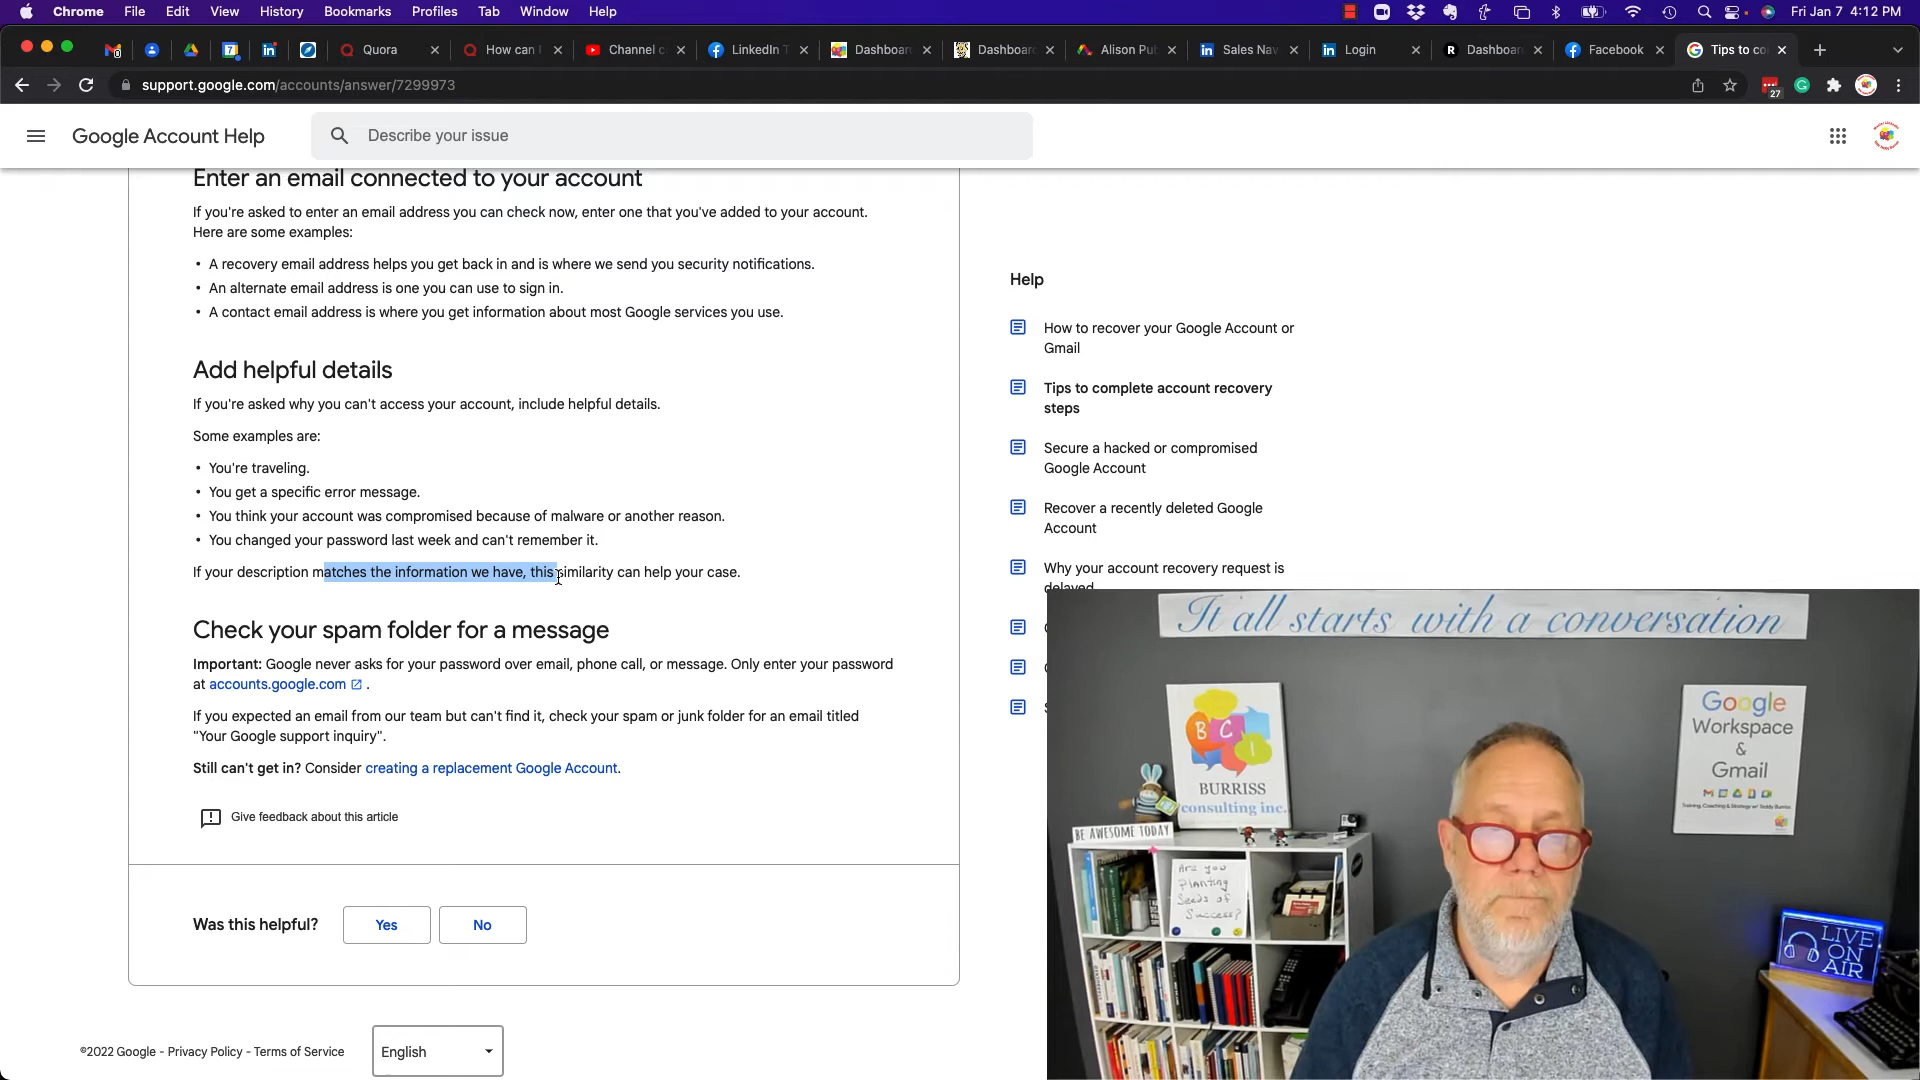 Chrome File Edit View History Bookmarks Profiles Tab Window Help Fri Jan 7 4:12 PM
Quora How can Channel c LinkedIn T Dashboar Dashboar Alison Pu Sales Nav Login Dashboar Facebook Tips to co
support.google.com/accounts/answer/7299973
27
Google Account Help
Describe your issue
Enter an email connected to your account
If you're asked to enter an email address you can check now, enter one that you've added to your account.
Here are some examples:
• A recovery email address helps you get back in and is where we send you security notifications.
• An alternate email address is one you can use to sign in.
• A contact email address is where you get information about most Google services you use.
Add helpful details
If you're asked why you can't access your account, include helpful details.
Some examples are:
• You're traveling.
• You get a specific error message.
• You think your account was compromised because of malware or another reason.
• You changed your password last week and can't remember it.
If your description matches the information we have, this similarity can help your case.
Check your spam folder for a message
Important: Google never asks for your password over email, phone call, or message. Only enter your password
at accounts.google.com .
If you expected an email from our team but can't find it, check your spam or junk folder for an email titled
"Your Google support inquiry".
Still can't get in? Consider creating a replacement Google Account.
Give feedback about this article
Was this helpful?
Yes
No
©2022 Google - Privacy Policy - Terms of Service
English
Help
How to recover your Google Account or
Gmail
Tips to complete account recovery
steps
Secure a hacked or compromised
Google Account
Recover a recently deleted Google
Account
Why your account recovery request is
delayed
It all starts with a conversation
B C I
BURRISS
consulting inc.
BE AWESOME TODAY
Are you
Planting
Seeds of
Success?
Google
Workspace
&
Gmail
Training, Coaching & Strategy w/ Teddy Burriss
LIVE
ON
AIR